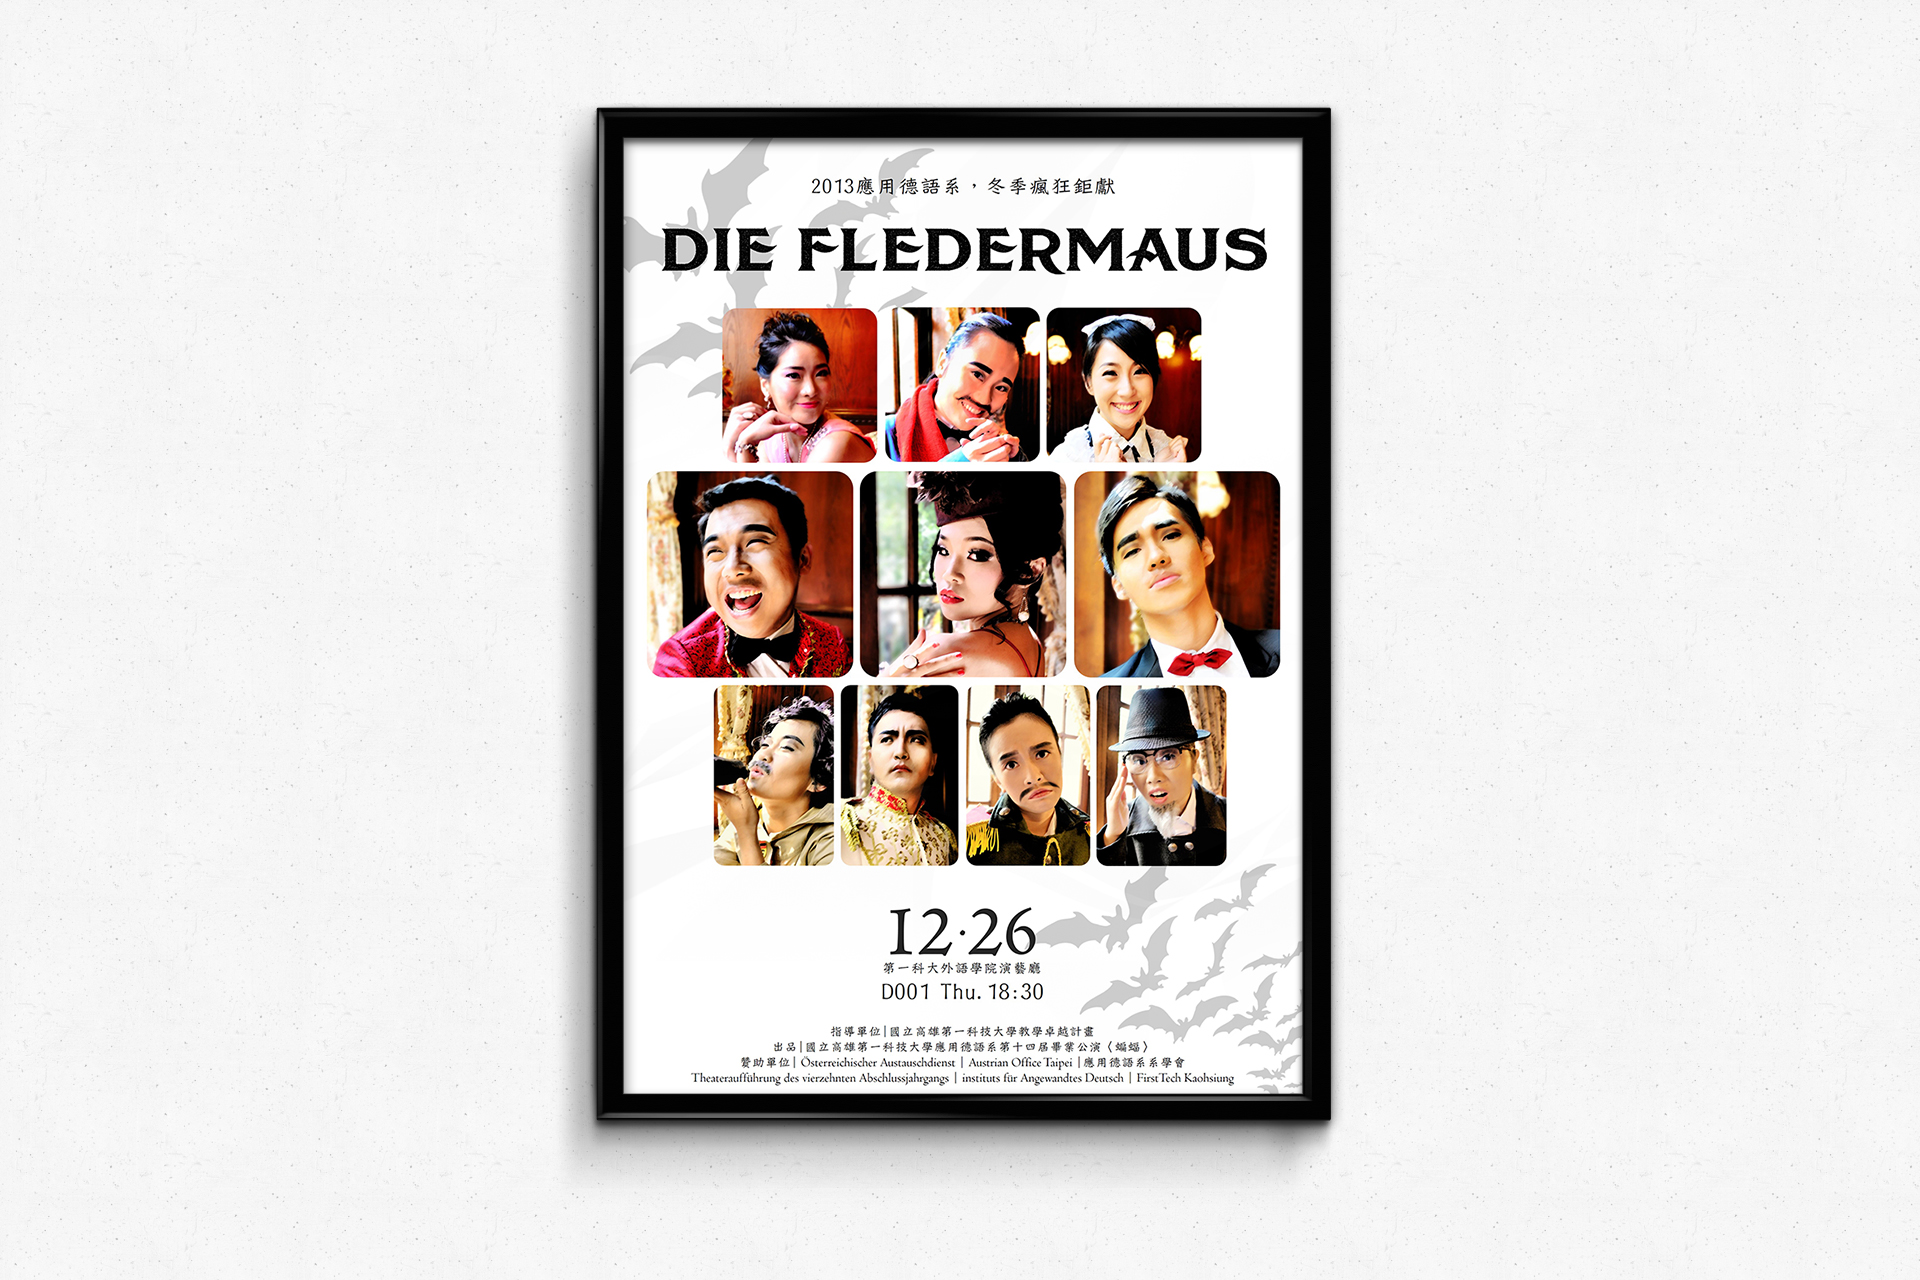 2013應用德語系，冬季瘋狂鉅獻
DIE FLEDERMAUS
12·26
第一科大外語學院演藝廳
D001 Thu. 18:30
指導單位|國立高雄第一科技大學教學卓越計畫
出品|國立高雄第一科技大學應用德語系第十四屆畢業公演〈蝙蝠〉
贊助單位| Österreichischer Austauschdienst | Austrian Office Taipei |應用德語系系學會
Theateraufführung des vierzehnten Abschlussjahrgangs | instituts für Angewandtes Deutsch | FirstTech Kaohsiung